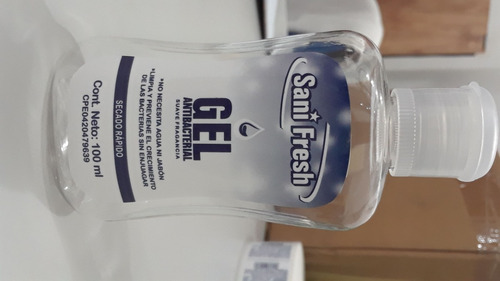 Sani Fresh
GEL
ANTIBACTERIAL
SUAVE FRAGANCIA
*NO NECESITA AGUA NI JABÓN
*LIMPIA Y PREVIENE EL CRECIMIENTO
DE LAS BACTERIAS SIN ENJUAGAR
SECADO RÁPIDO
Cont. Neto: 100 ml
CPE0420479639